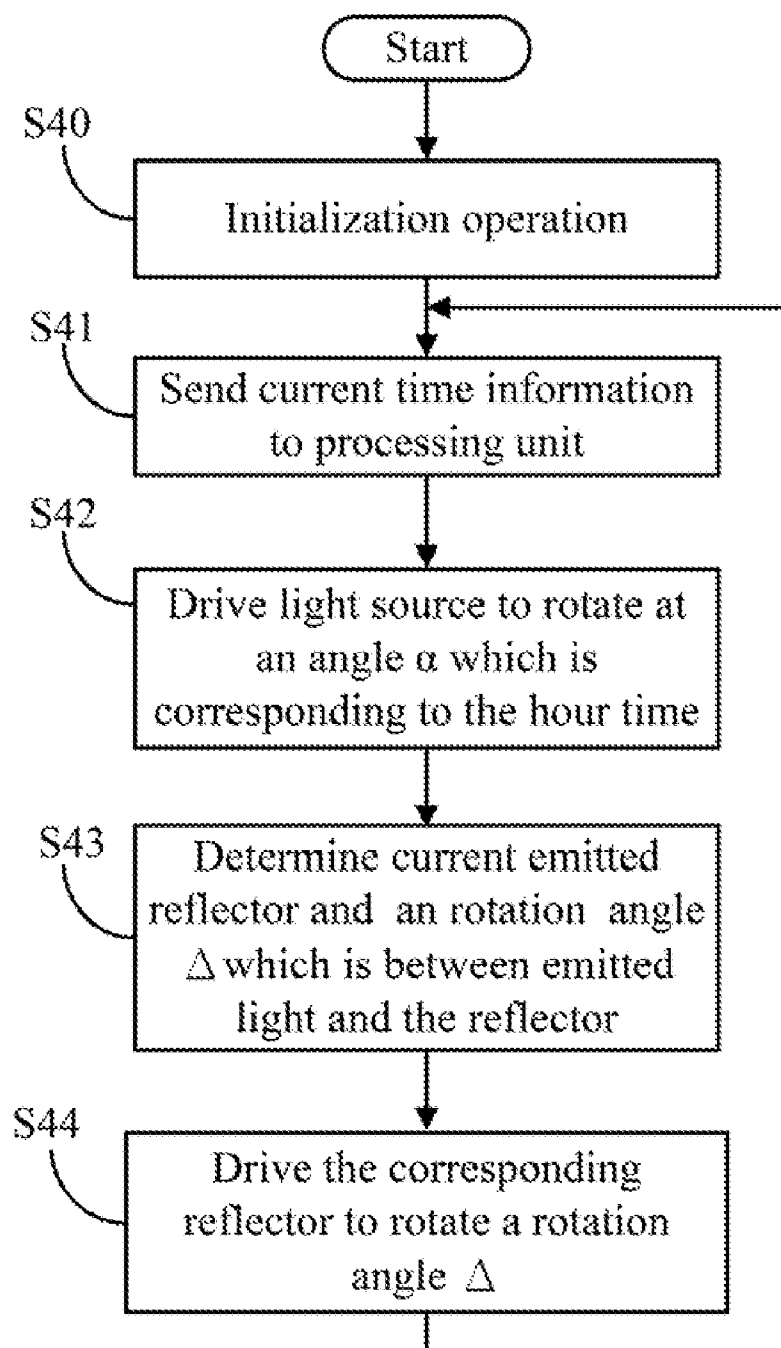 Start
S40
Initialization operation
S41
Send current time information
to processing unit
S42
Drive light source to rotate at
an angle α which is
corresponding to the hour time
S43
Determine current emitted
reflector and an rotation angle
Δ which is between emitted
light and the reflector
S44
Drive the corresponding
reflector to rotate a rotation
angle Δ